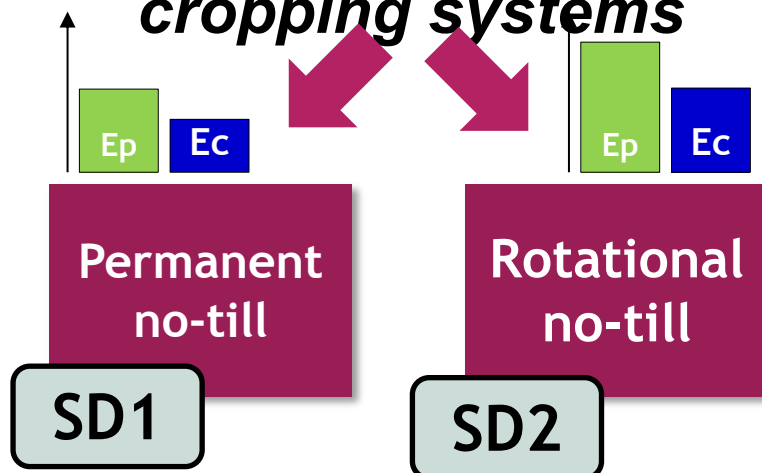 cropping systems
Ep
Ec
Ep
Ec
Permanent
no-till
Rotational
no-till
SD1
SD2